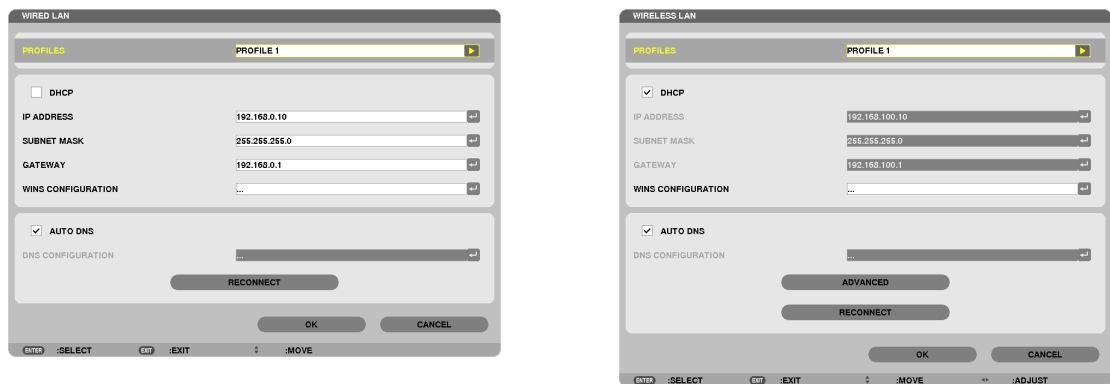 WIRED LAN
PROFILES PROFILE 1
DHCP
IP ADDRESS 192.168.0.10
SUBNET MASK 255.255.255.0
GATEWAY 192.168.0.1
WINS CONFIGURATION ...
AUTO DNS
DNS CONFIGURATION ...
RECONNECT
OK CANCEL
ENTER :SELECT EXIT :EXIT :MOVE
WIRELESS LAN
PROFILES PROFILE 1
DHCP
IP ADDRESS 192.168.100.10
SUBNET MASK 255.255.255.0
GATEWAY 192.168.100.1
WINS CONFIGURATION ...
AUTO DNS
DNS CONFIGURATION ...
ADVANCED
RECONNECT
OK CANCEL
ENTER :SELECT EXIT :EXIT :MOVE :ADJUST